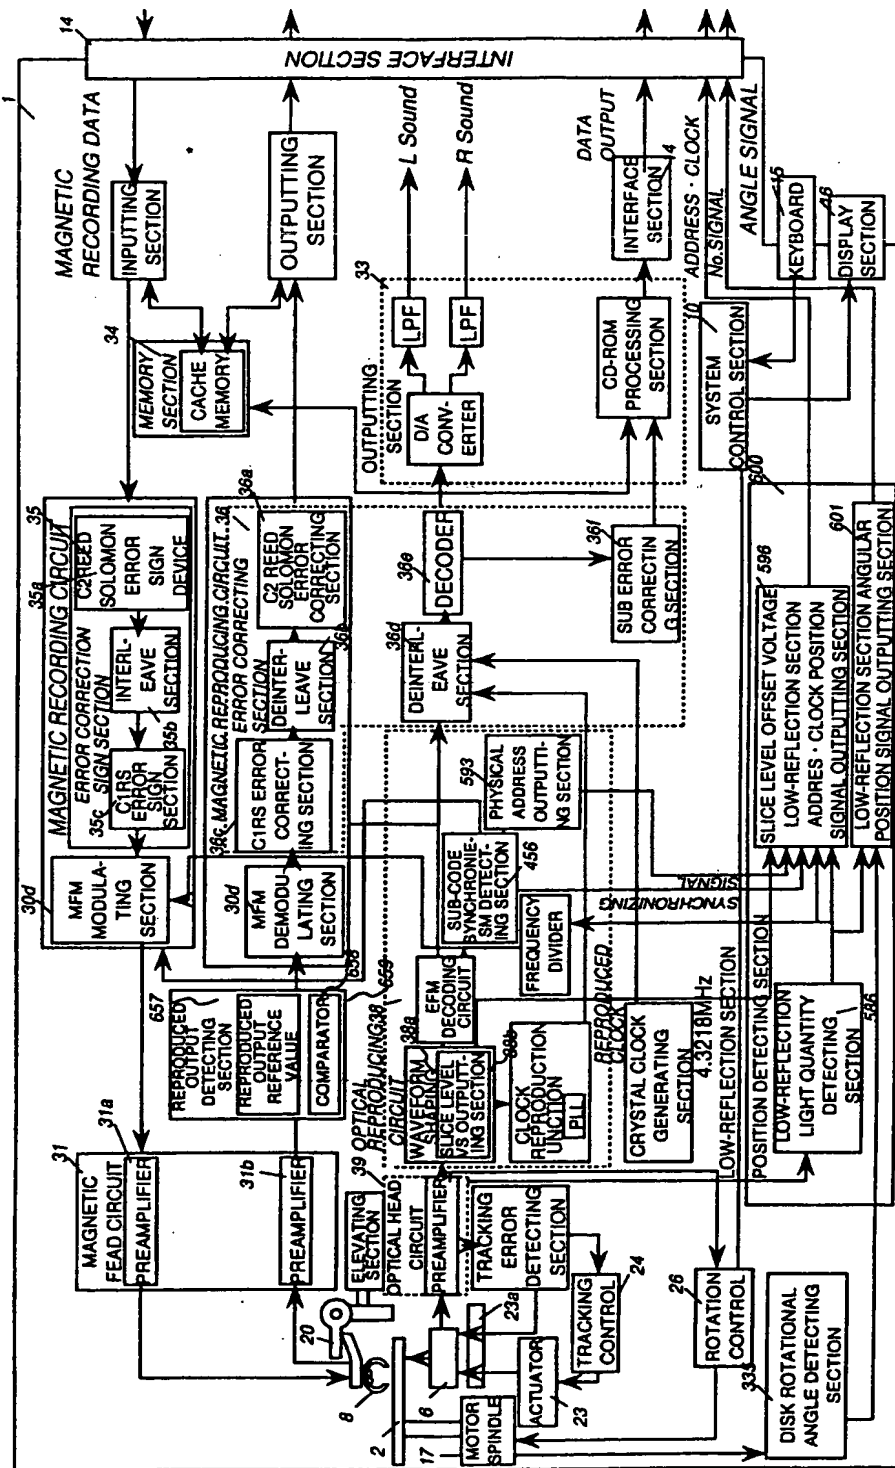 1
14
INTERFACE SECTION
MAGNETIC
RECORDING DATA
INPUTTING
SECTION
OUTPUTTING
SECTION
34
MEMORY
SECTION
CACHE
MEMORY
L Sound
R Sound
33
OUTPUTTING
SECTION
LPF
LPF
D/A
CONV-
ERTER
DATA
OUTPUT
INTERFACE
SECTION
14
CD-ROM
PROCESSING
SECTION
ADDRESS · CLOCK
No.SIGNAL
ANGLE SIGNAL
615
KEYBOARD
16
DISPLAY
SECTION
10
SYSTEM
CONTROL SECTION
35
MAGNETIC RECORDING CIRCUIT
35a
C2 REED
SOLOMON
ERROR
SIGN
DEVICE
ERROR CORRECTION
SIGN SECTION
INTERL-
EAVE
SECTION
35b
35c
C1RS
ERROR
SIGN
SECTION
30d
MFM
MODULA-
TING
SECTION
36
MAGNETIC REPRODUCING CIRCUIT
36a
ERROR CORRECTING
SECTION
C2 REED
SOLOMON
ERROR
CORRECTING
SECTION
36b
DEINTER-
LEAVE
SECTION
36c
C1RS ERROR
CORRECT-
ING SECTION
30d
MFM
DEMODU-
LATING
SECTION
36e
DECODER
36f
SUB ERROR
CORRECTIN
G SECTION
36d
DEINTERL-
EAVE
SECTION
593
PHYSICAL
ADDRESS
OUTPUTTI-
NG SECTION
SUB-CODE
SYNCHRONIE-
SM DETECT-
ING SECTION
456
FREQUENCY
DIVIDER
SYNCHRONIZING
SIGNAL
600
596
SLICE LEVEL OFFSET VOLTAGE
LOW-REFLECTION SECTION
ADDRES · CLOCK POSITION
SIGNAL OUTPUTTING SECTION
601
LOW-REFLECTION SECTION ANGULAR
POSITION SIGNAL OUTPUTTING SECTION
657
REPRODUCED
OUTPUT
DETECTING
SECTION
REPRODUCED
OUTPUT
REFERENCE
VALUE
658
COMPARATOR
659
38
OPTICAL
REPRODUCING
CIRCUIT
38a
EFM
DECODING
CIRCUIT
WAVEFORM
SHAPING
SLICE LEVEL
VS OUTPUTT-
ING SECTION
38b
CLOCK
REPRODUCTION
UNCTION
PLL
REPRODUCED
CLOCK
CRYSTAL CLOCK
GENERATING
SECTION
4.3218MHz
LOW-REFLECTION SECTION
POSITION DETECTING SECTION
LOW-REFLECTION
LIGHT QUANTITY
DETECTING
SECTION
586
31
31a
MAGNETIC
FEAD CIRCUIT
PREAMPLIFIER
31b
PREAMPLIFIER
39
ELEVATING
SECTION
OPTICAL HEAD
CIRCUIT
PREAMPLIFIER
TRACKING
ERROR
DETECTING
SECTION
23a
24
TRACKING
CONTROL
ACTUATOR
23
26
ROTATION
CONTROL
335
DISK ROTATIONAL
ANGLE DETECTING
SECTION
20
8
2
6
17
MOTOR
SPINDLE